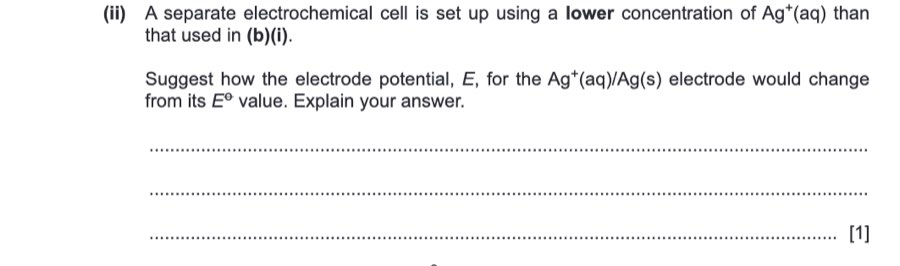 (ii) A separate electrochemical cell is set up using a lower concentration of Ag⁺(aq) than
that used in (b)(i).
Suggest how the electrode potential, E, for the Ag⁺(aq)/Ag(s) electrode would change
from its E⦵ value. Explain your answer.
[1]